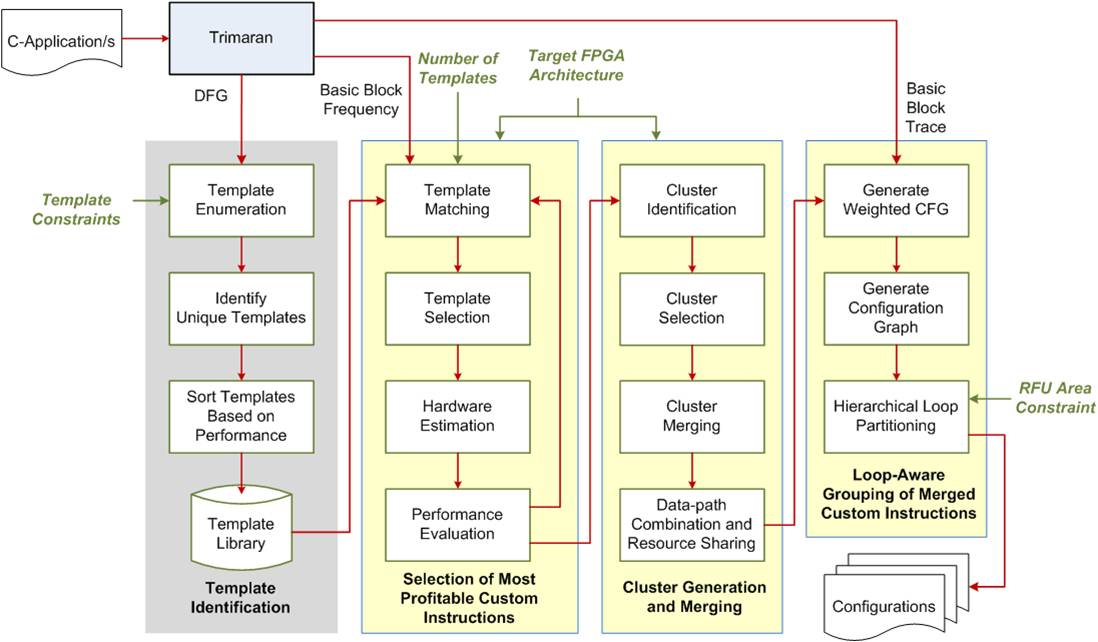 C-Application/s
Trimaran
DFG
Basic Block
Frequency
Number of
Templates
Target FPGA
Architecture
Basic
Block
Trace
Template
Constraints
Template
Enumeration
Identify
Unique Templates
Sort Templates
Based on
Performance
Template
Library
Template
Identification
Template
Matching
Template
Selection
Hardware
Estimation
Performance
Evaluation
Selection of Most
Profitable Custom
Instructions
Cluster
Identification
Cluster
Selection
Cluster
Merging
Data-path
Combination and
Resource Sharing
Cluster Generation
and Merging
Generate
Weighted CFG
Generate
Configuration
Graph
Hierarchical Loop
Partitioning
RFU Area
Constraint
Loop-Aware
Grouping of Merged
Custom Instructions
Configurations